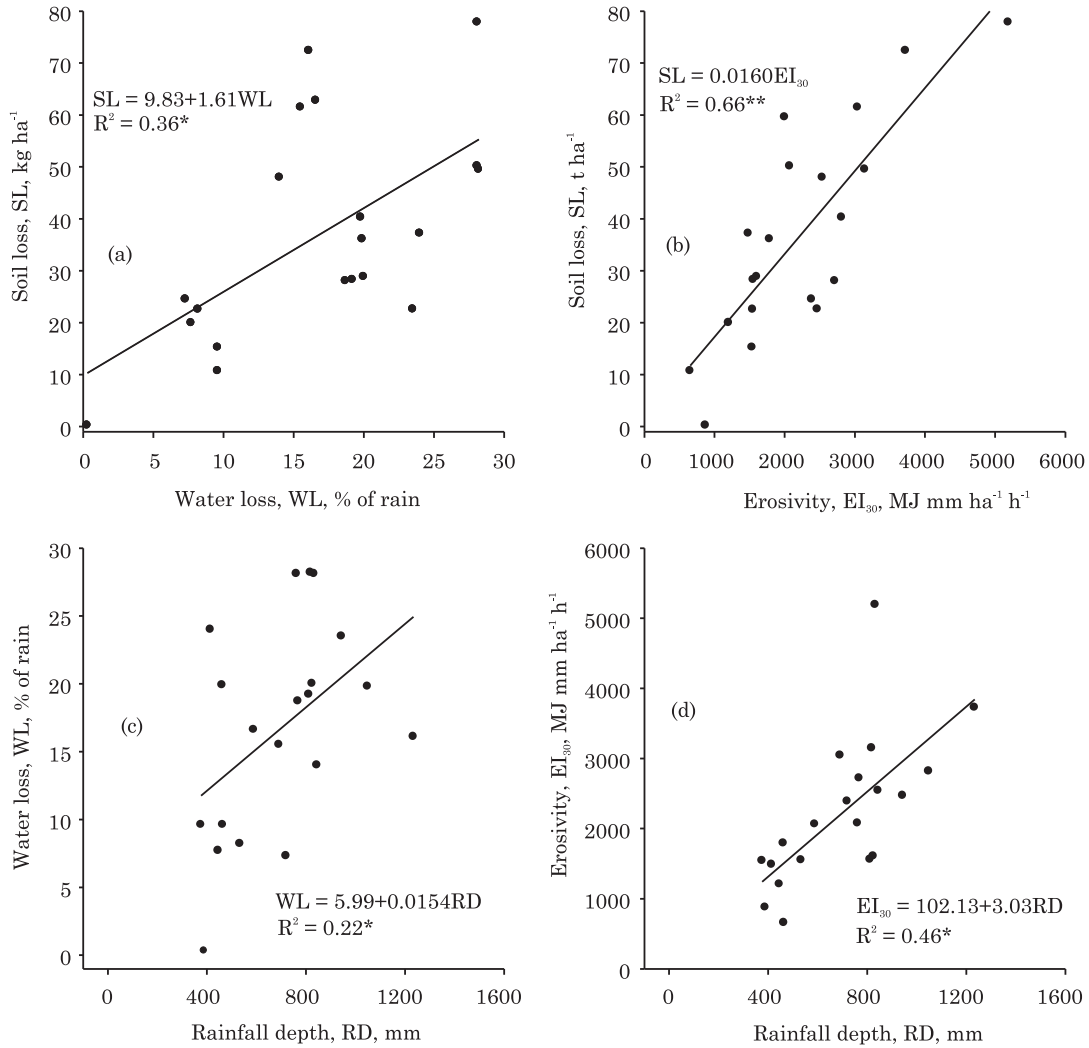 80
70
60
50
40
30
20
10
0
Soil loss, SL, kg ha⁻¹
SL = 9.83+1.61WL
R² = 0.36*
(a)
0 5 10 15 20 25 30
Water loss, WL, % of rain
80
70
60
50
40
30
20
10
0
Soil loss, SL, t ha⁻¹
SL = 0.0160EI₃₀
R² = 0.66**
(b)
0 1000 2000 3000 4000 5000 6000
Erosivity, EI₃₀, MJ mm ha⁻¹ h⁻¹
30
25
20
15
10
5
0
Water loss, WL, % of rain
(c)
WL = 5.99+0.0154RD
R² = 0.22*
0 400 800 1200 1600
Rainfall depth, RD, mm
6000
5000
4000
3000
2000
1000
0
Erosivity, EI₃₀, MJ mm ha⁻¹ h⁻¹
(d)
EI₃₀ = 102.13+3.03RD
R² = 0.46*
0 400 800 1200 1600
Rainfall depth, RD, mm